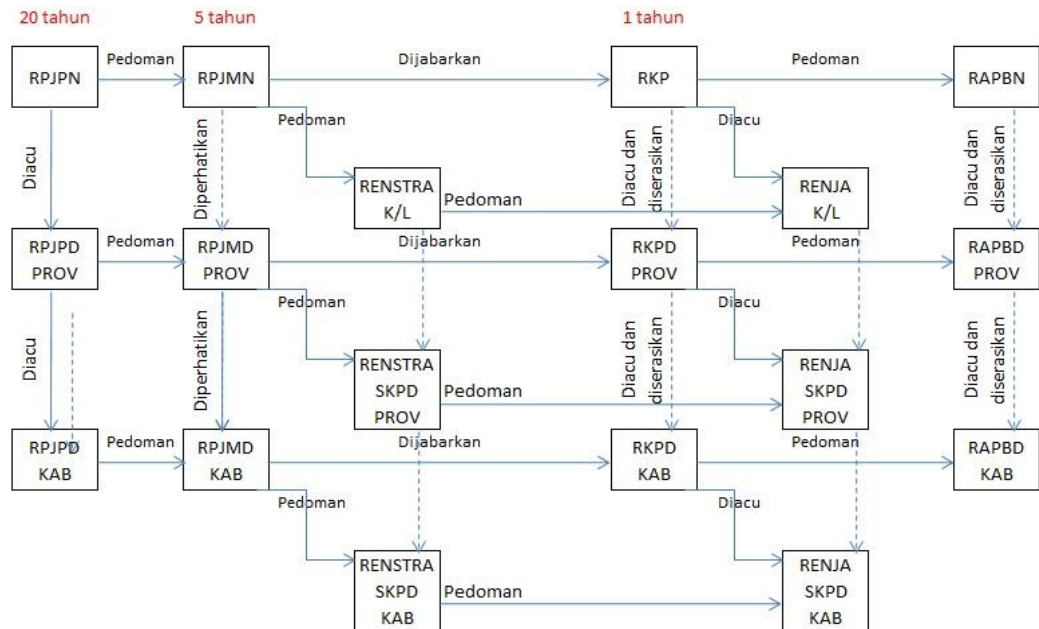 20 tahun
5 tahun
1 tahun
RPJPN
Pedoman
RPJMN
Dijabarkan
RKP
Pedoman
RAPBN
Diacu
Diperhatikan
Pedoman
Diacu dan
diserasikan
Diacu
Diacu dan
diserasikan
RENSTRA
K/L
Pedoman
RENJA
K/L
RPJPD
PROV
Pedoman
RPJMD
PROV
Dijabarkan
RKPD
PROV
Pedoman
RAPBD
PROV
Diacu
Diperhatikan
Pedoman
Diacu dan
diserasikan
Diacu
Diacu dan
diserasikan
RENSTRA
SKPD
PROV
Pedoman
RENJA
SKPD
PROV
RPJPD
KAB
Pedoman
RPJMD
KAB
Dijabarkan
RKPD
KAB
Pedoman
RAPBD
KAB
Pedoman
Diacu
RENSTRA
SKPD
KAB
Pedoman
RENJA
SKPD
KAB